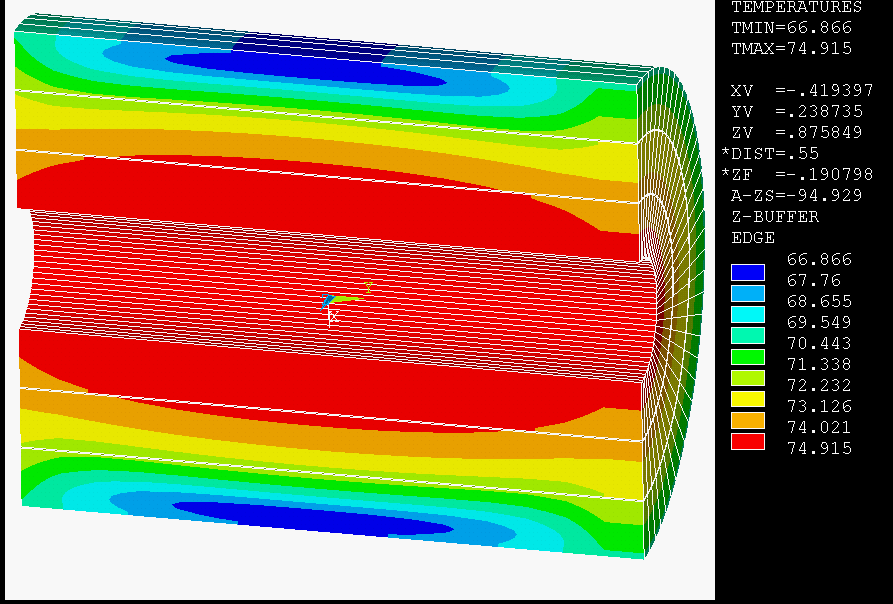 TEMPERATURES
TMIN=66.866
TMAX=74.915
XV  =-.419397
YV  =.238735
ZV  =.875849
*DIST=.55
*ZF  =-.190798
A-ZS=-94.929
Z-BUFFER
EDGE
66.866
67.76
68.655
69.549
70.443
71.338
72.232
73.126
74.021
74.915
Y
X